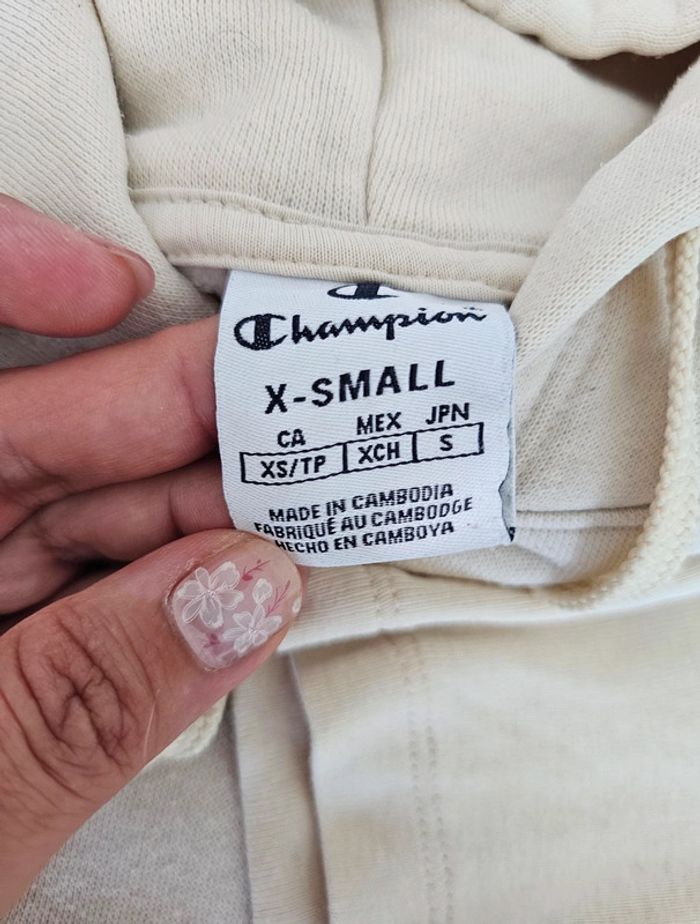 Champion
X-SMALL
CA MEX JPN
XS/TP XCH S
MADE IN CAMBODIA
FABRIQUÉ AU CAMBODGE
HECHO EN CAMBOYA